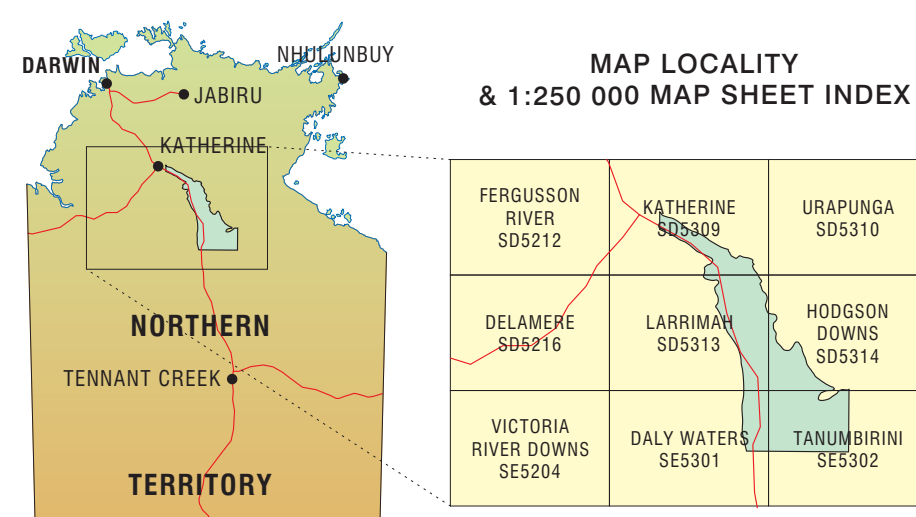 MAP LOCALITY
& 1:250 000 MAP SHEET INDEX
DARWIN
NHULUNBUY
JABIRU
KATHERINE
NORTHERN
TENNANT CREEK
TERRITORY
FERGUSSON
RIVER
SD5212
KATHERINE
SD5309
URAPUNGA
SD5310
DELAMERE
SD5216
LARRIMAH
SD5313
HODGSON
DOWNS
SD5314
VICTORIA
RIVER DOWNS
SE5204
DALY WATERS
SE5301
TANUMBIRINI
SE5302